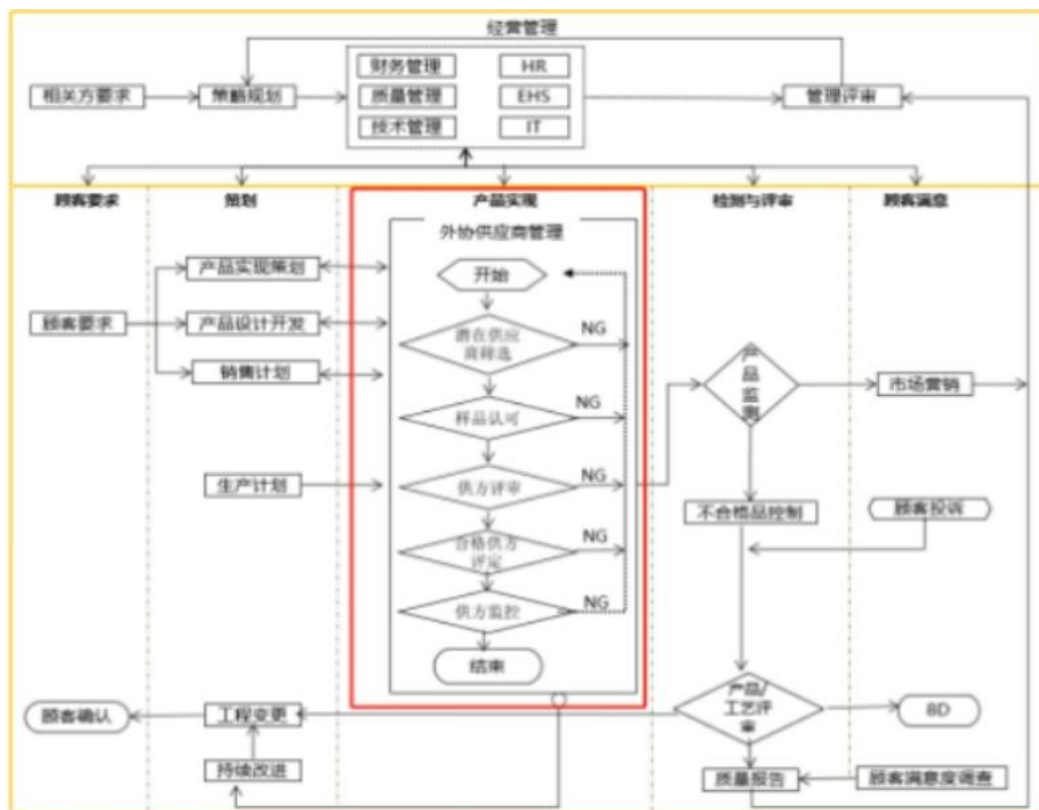 经营管理
财务管理
HR
相关方要求
策略规划
质量管理
EHS
管理评审
技术管理
IT
顾客要求
策划
产品实现
检测与评审
顾客满意
外协供应商管理
产品实现策划
开始
顾客要求
产品设计开发
潜在供应
商筛选
NG
销售计划
产
品
监
测
市场营销
样品认可
NG
生产计划
供方评审
NG
不合格品控制
顾客投诉
合格供方
评定
NG
供方监控
NG
结束
顾客确认
工程变更
产品/
工艺评
审
8D
持续改进
质量报告
顾客满意度调查